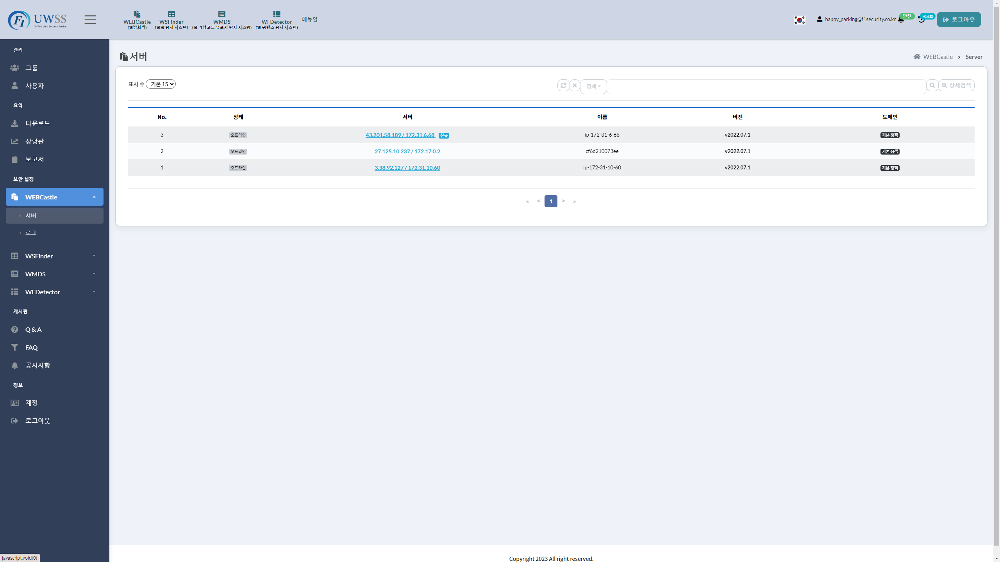 F1 UWSS
Unified Web Security Service
WEBCastle
(웹방화벽)
WSFinder
(웹쉘 탐지 시스템)
WMDS
(웹 악성코드 유포지 탐지 시스템)
WFDetector
(웹 위변조 탐지 시스템)
메뉴얼
happy_parking@f1security.co.kr
안전
+5:00
로그아웃
관리
그룹
사용자
요약
다운로드
상황판
보고서
보안 설정
WEBCastle
서버
로그
WSFinder
WMDS
WFDetector
게시판
Q & A
FAQ
공지사항
정보
계정
로그아웃
서버
WEBCastle > Server
표시 수 기본 15
검색
상세검색
No. 상태 서버 이름 버전 도메인
3 오프라인 43.201.58.189 / 172.31.6.68 신규 ip-172-31-6-68 v2022.07.1 기본 정책
2 오프라인 27.125.10.237 / 172.17.0.2 cf6d210073ee v2022.07.1 기본 정책
1 오프라인 3.38.92.127 / 172.31.10.60 ip-172-31-10-60 v2022.07.1 기본 정책
« < 1 > »
Copyright 2023 All right reserved.
javascript:void(0)